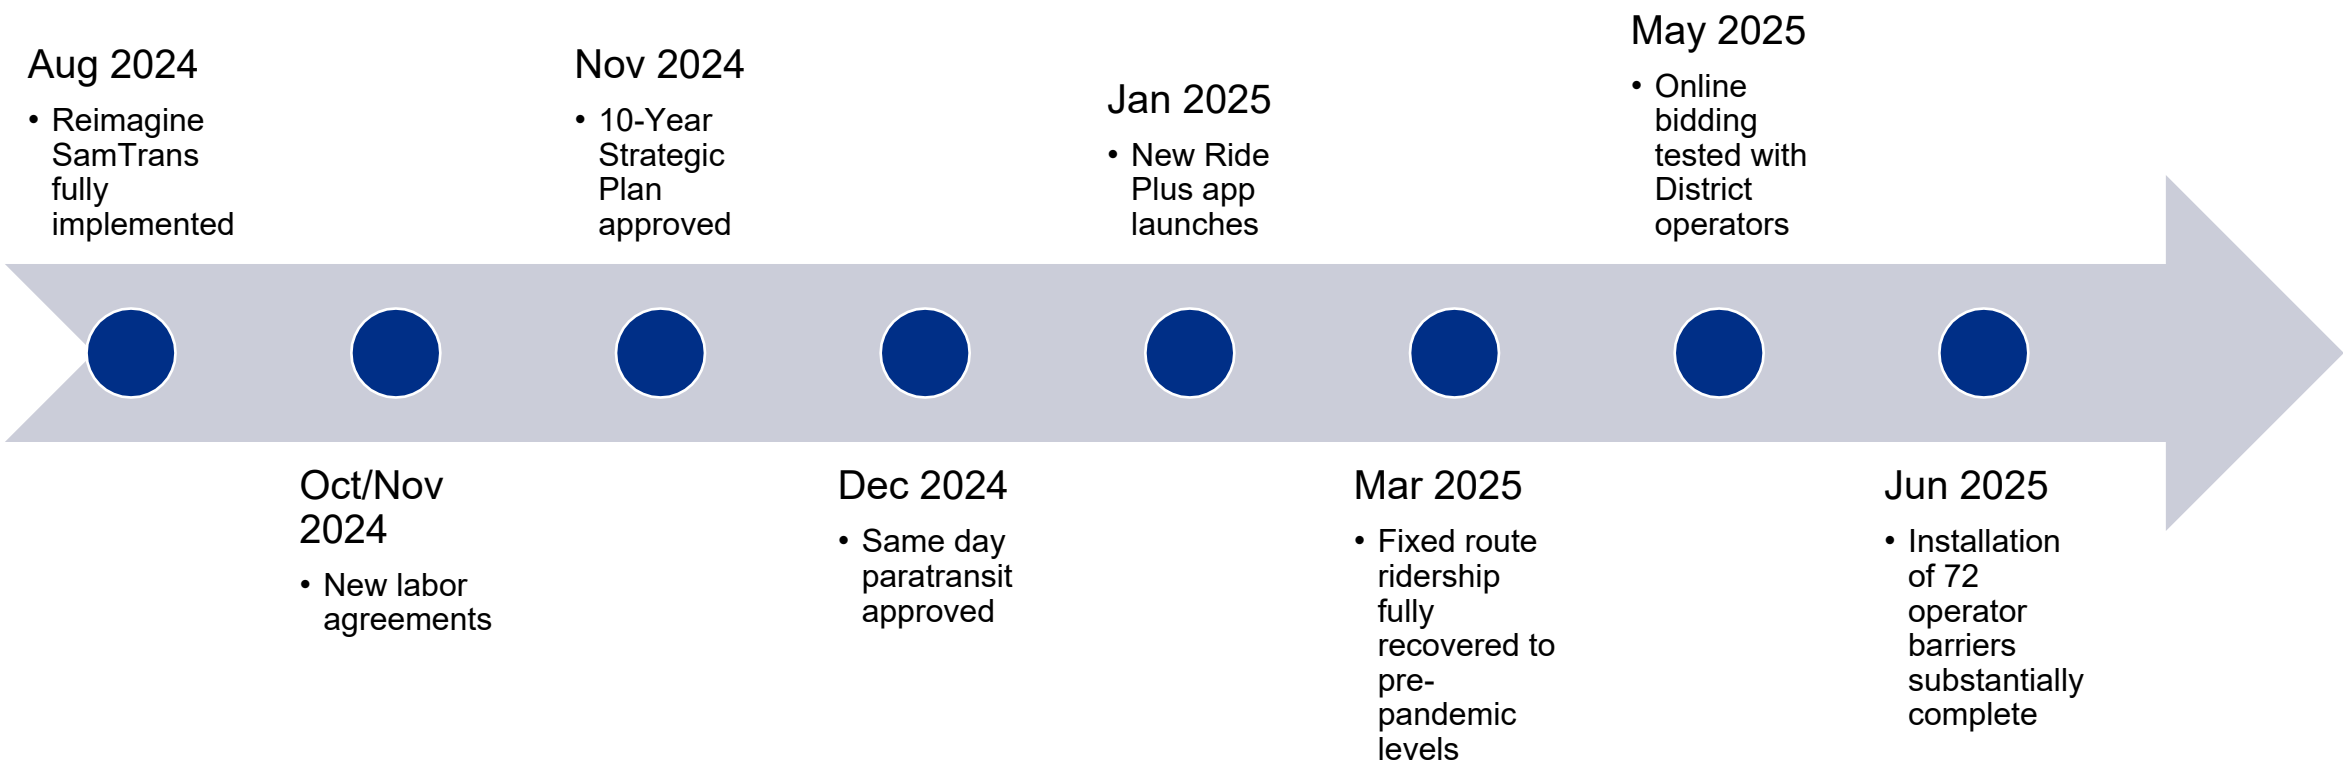 Aug 2024
• Reimagine
SamTrans
fully
implemented
Oct/Nov
2024
• New labor
agreements
Nov 2024
• 10-Year
Strategic
Plan
approved
Dec 2024
• Same day
paratransit
approved
Jan 2025
• New Ride
Plus app
launches
Mar 2025
• Fixed route
ridership
fully
recovered to
pre-
pandemic
levels
May 2025
• Online
bidding
tested with
District
operators
Jun 2025
• Installation
of 72
operator
barriers
substantially
complete